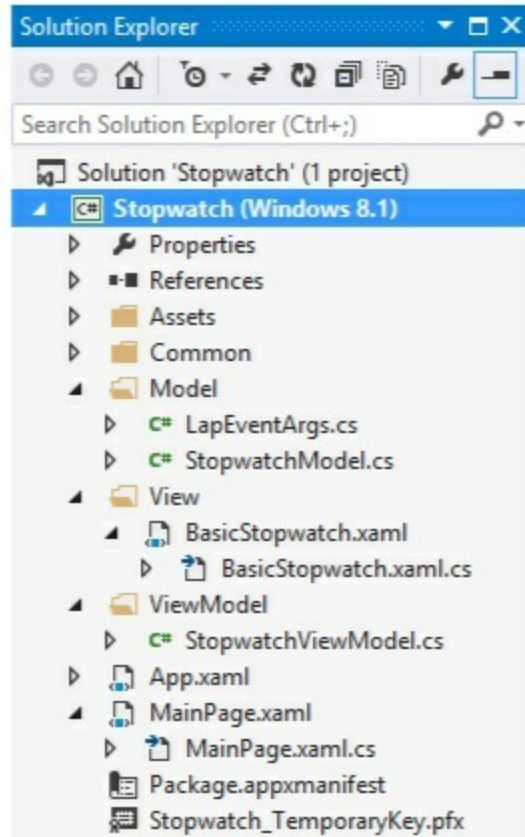 Solution Explorer
Search Solution Explorer (Ctrl+;)
Solution 'Stopwatch' (1 project)
C# Stopwatch (Windows 8.1)
Properties
References
Assets
Common
Model
C# LapEventArgs.cs
C# StopwatchModel.cs
View
BasicStopwatch.xaml
BasicStopwatch.xaml.cs
ViewModel
C# StopwatchViewModel.cs
App.xaml
MainPage.xaml
MainPage.xaml.cs
Package.appxmanifest
Stopwatch_TemporaryKey.pfx